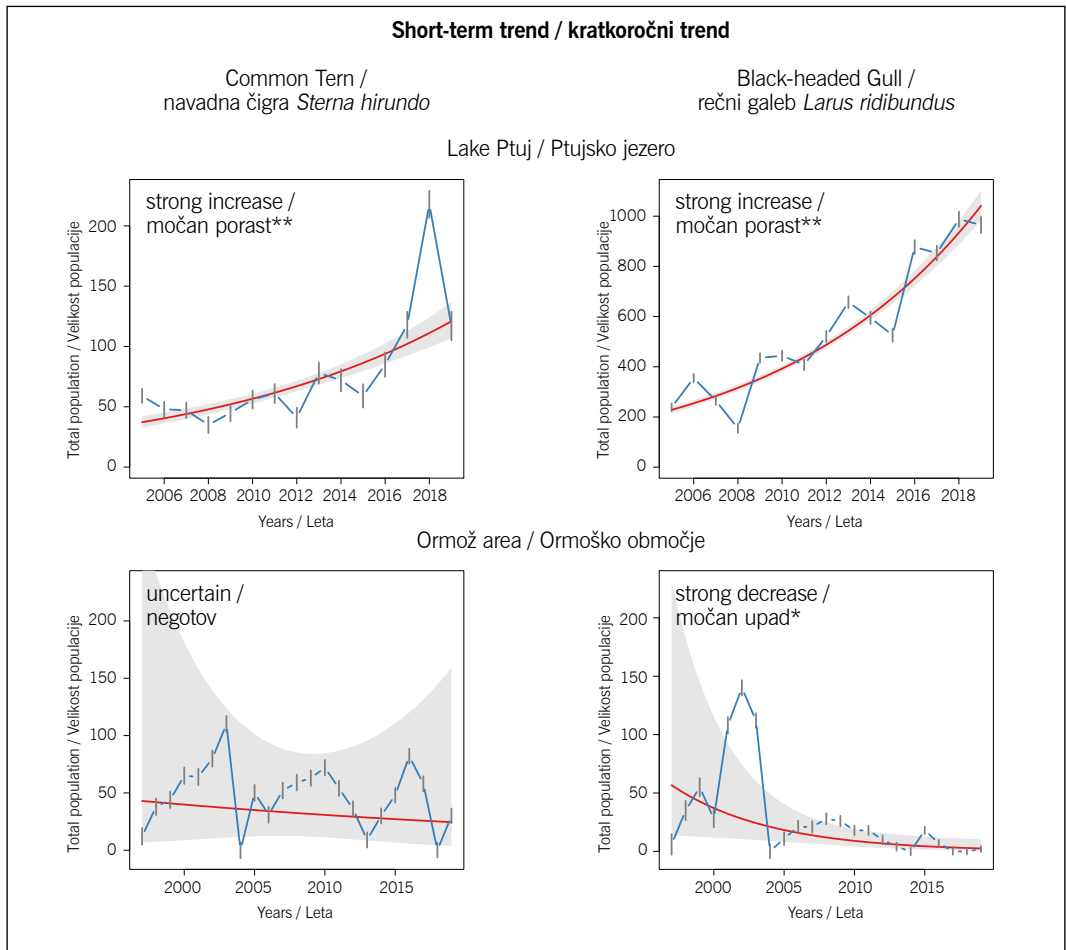 Short-term trend / kratkoročni trend
Common Tern /
navadna čigra Sterna hirundo
Black-headed Gull /
rečni galeb Larus ridibundus
Lake Ptuj / Ptujsko jezero
strong increase /
močan porast**
Total population / Velikost populacije
200
150
100
50
0
2006 2008 2010 2012 2014 2016 2018
Years / Leta
strong increase /
močan porast**
Total population / Velikost populacije
1000
800
600
400
200
0
2006 2008 2010 2012 2014 2016 2018
Years / Leta
Ormož area / Ormoško območje
uncertain /
negotov
Total population / Velikost populacije
200
150
100
50
0
2000 2005 2010 2015
Years / Leta
strong decrease /
močan upad*
Total population / Velikost populacije
200
150
100
50
0
2000 2005 2010 2015
Years / Leta